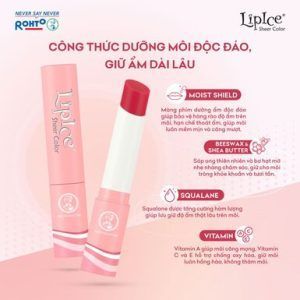 NEVER SAY NEVER
ROHTO
LipIce®
Sheer Color
CÔNG THỨC DƯỠNG MÔI ĐỘC ĐÁO,
GIỮ ẨM DÀI LÂU
LipIce
Sheer Color
MOIST SHIELD
Màng phim dưỡng ẩm độc đáo
giúp bảo vệ hàng rào độ ẩm trên
môi, hạn chế thoát ẩm, giúp môi
luôn mềm mịn và căng mượt.
BEESWAX &
SHEA BUTTER
Sáp ong thiên nhiên và bơ hạt mỡ
nhẹ nhàng chăm sóc, giữ cho môi
trông khỏe khoắn và tươi tắn.
SQUALANE
Squalane được tăng cường hàm lượng
giúp lưu giữ độ ẩm thật lâu trên môi.
VITAMIN
Vitamin A giúp môi căng mọng, Vitamin
C và E hỗ trợ chống oxy hóa, giữ môi
luôn hồng hào, không thâm môi.